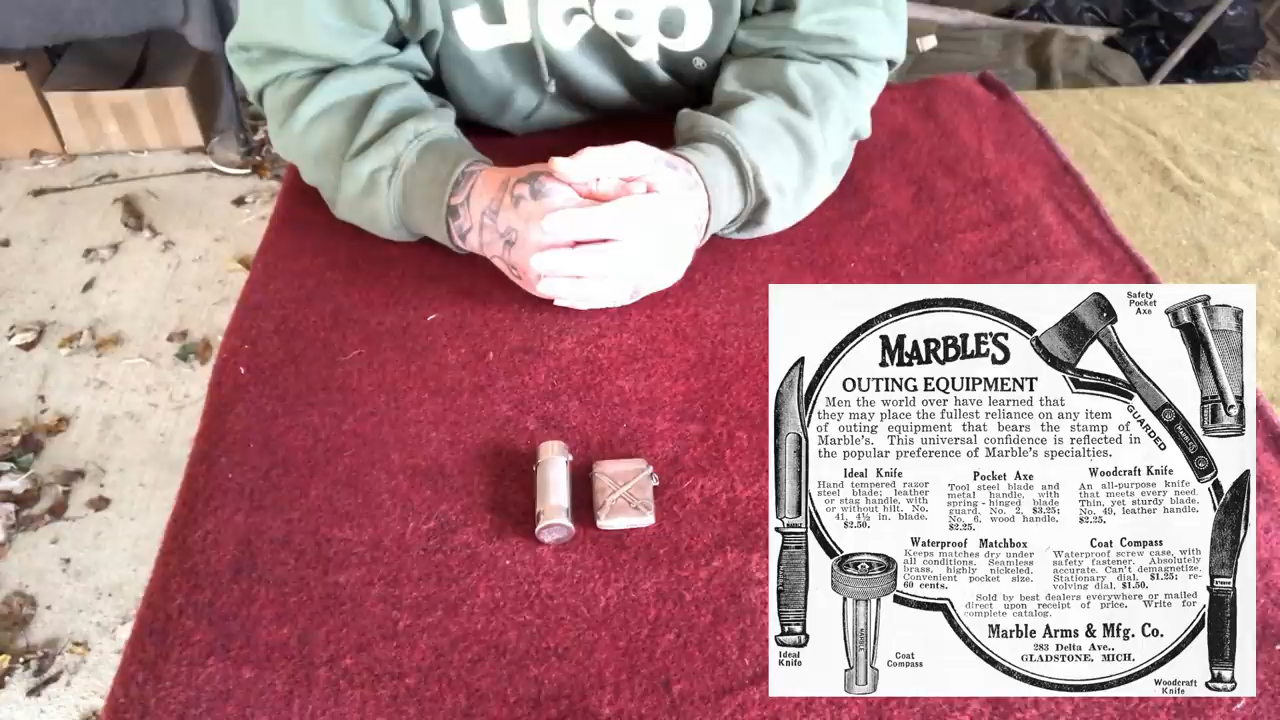 Jeep
®
Safety
Pocket
Axe
MARBLE'S
OUTING EQUIPMENT
Men the world over have learned that
they may place the fullest reliance on any item
of outing equipment that bears the stamp of
Marble's. This universal confidence is reflected in
the popular preference of Marble's specialties.
GUARDED
MARBLE'S
Ideal Knife
Hand tempered razor
steel blade; leather
or stag handle, with
or without hilt. No.
41, 4½ in. blade.
$2.50.
Pocket Axe
Tool steel blade and
metal handle, with
spring-hinged blade
guard. No. 2, $3.25;
No. 6, wood handle,
$2.25.
Woodcraft Knife
An all-purpose knife
that meets every need.
Thin, yet sturdy blade.
No. 49, leather handle.
$2.25.
Waterproof Matchbox
Keeps matches dry under
all conditions. Seamless
brass, highly nickeled.
Convenient pocket size.
60 cents.
Coat Compass
Waterproof screw case, with
safety fastener. Absolutely
accurate. Can't demagnetize.
Stationary dial, $1.25; re-
volving dial, $1.50.
Sold by best dealers everywhere or mailed
direct upon receipt of price. Write for
complete catalog.
Marble Arms & Mfg. Co.
283 Delta Ave.,
GLADSTONE, MICH.
Ideal
Knife
Coat
Compass
Woodcraft
Knife